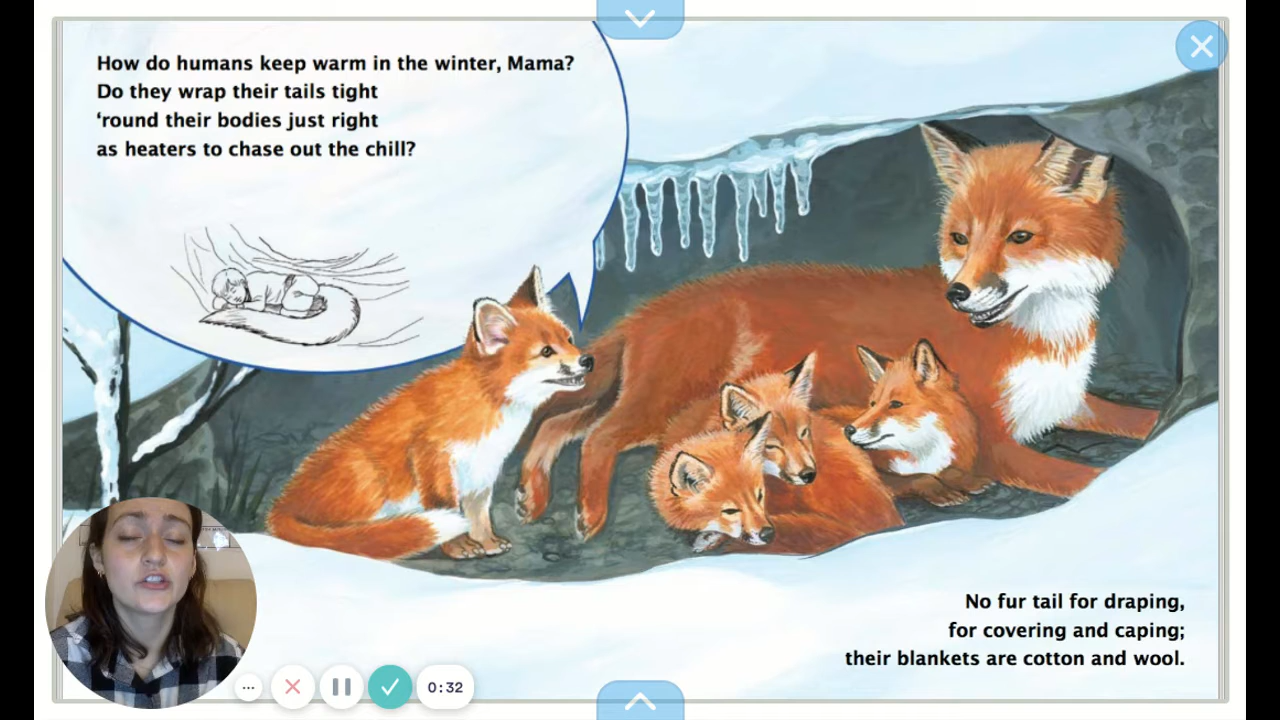 How do humans keep warm in the winter, Mama?
Do they wrap their tails tight
‘round their bodies just right
as heaters to chase out the chill?
No fur tail for draping,
for covering and caping;
their blankets are cotton and wool.
0:32